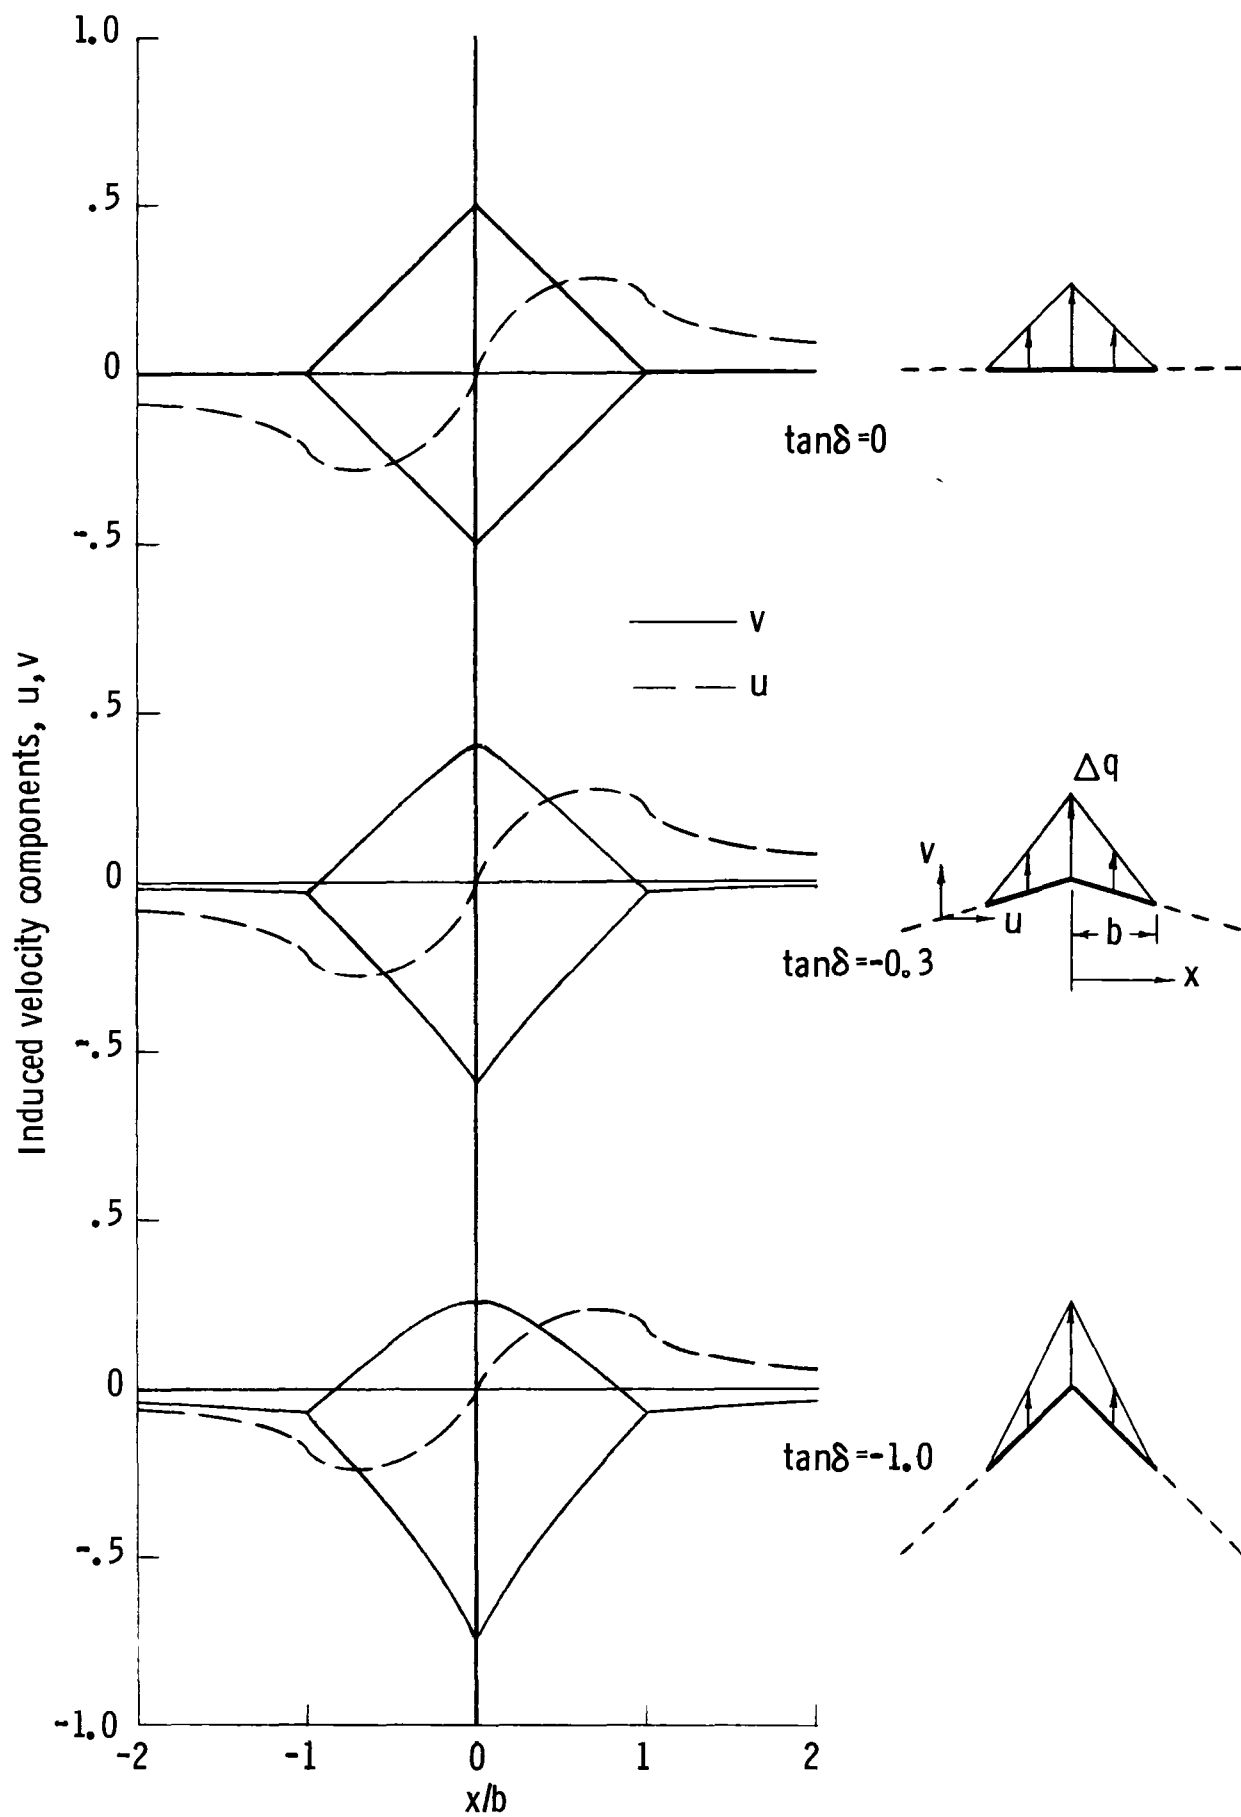 1.0
.5
0
-.5
tanδ=0
v
u
Induced velocity components, u,v
.5
0
-.5
tanδ=-0.3
Δq
v
u
b
x
.5
0
-.5
-1.0
tanδ=-1.0
-2
-1
0
1
2
x/b